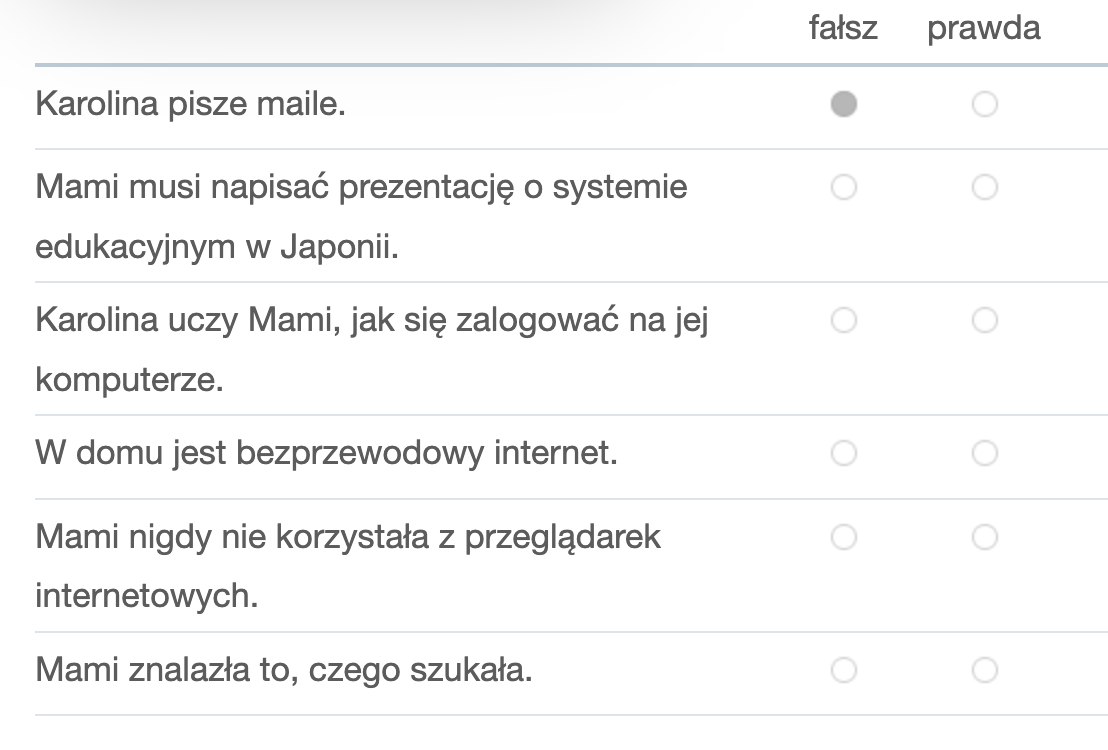 fałsz prawda
Karolina pisze maile.
Mami musi napisać prezentację o systemie
edukacyjnym w Japonii.
Karolina uczy Mami, jak się zalogować na jej
komputerze.
W domu jest bezprzewodowy internet.
Mami nigdy nie korzystała z przeglądarek
internetowych.
Mami znalazła to, czego szukała.